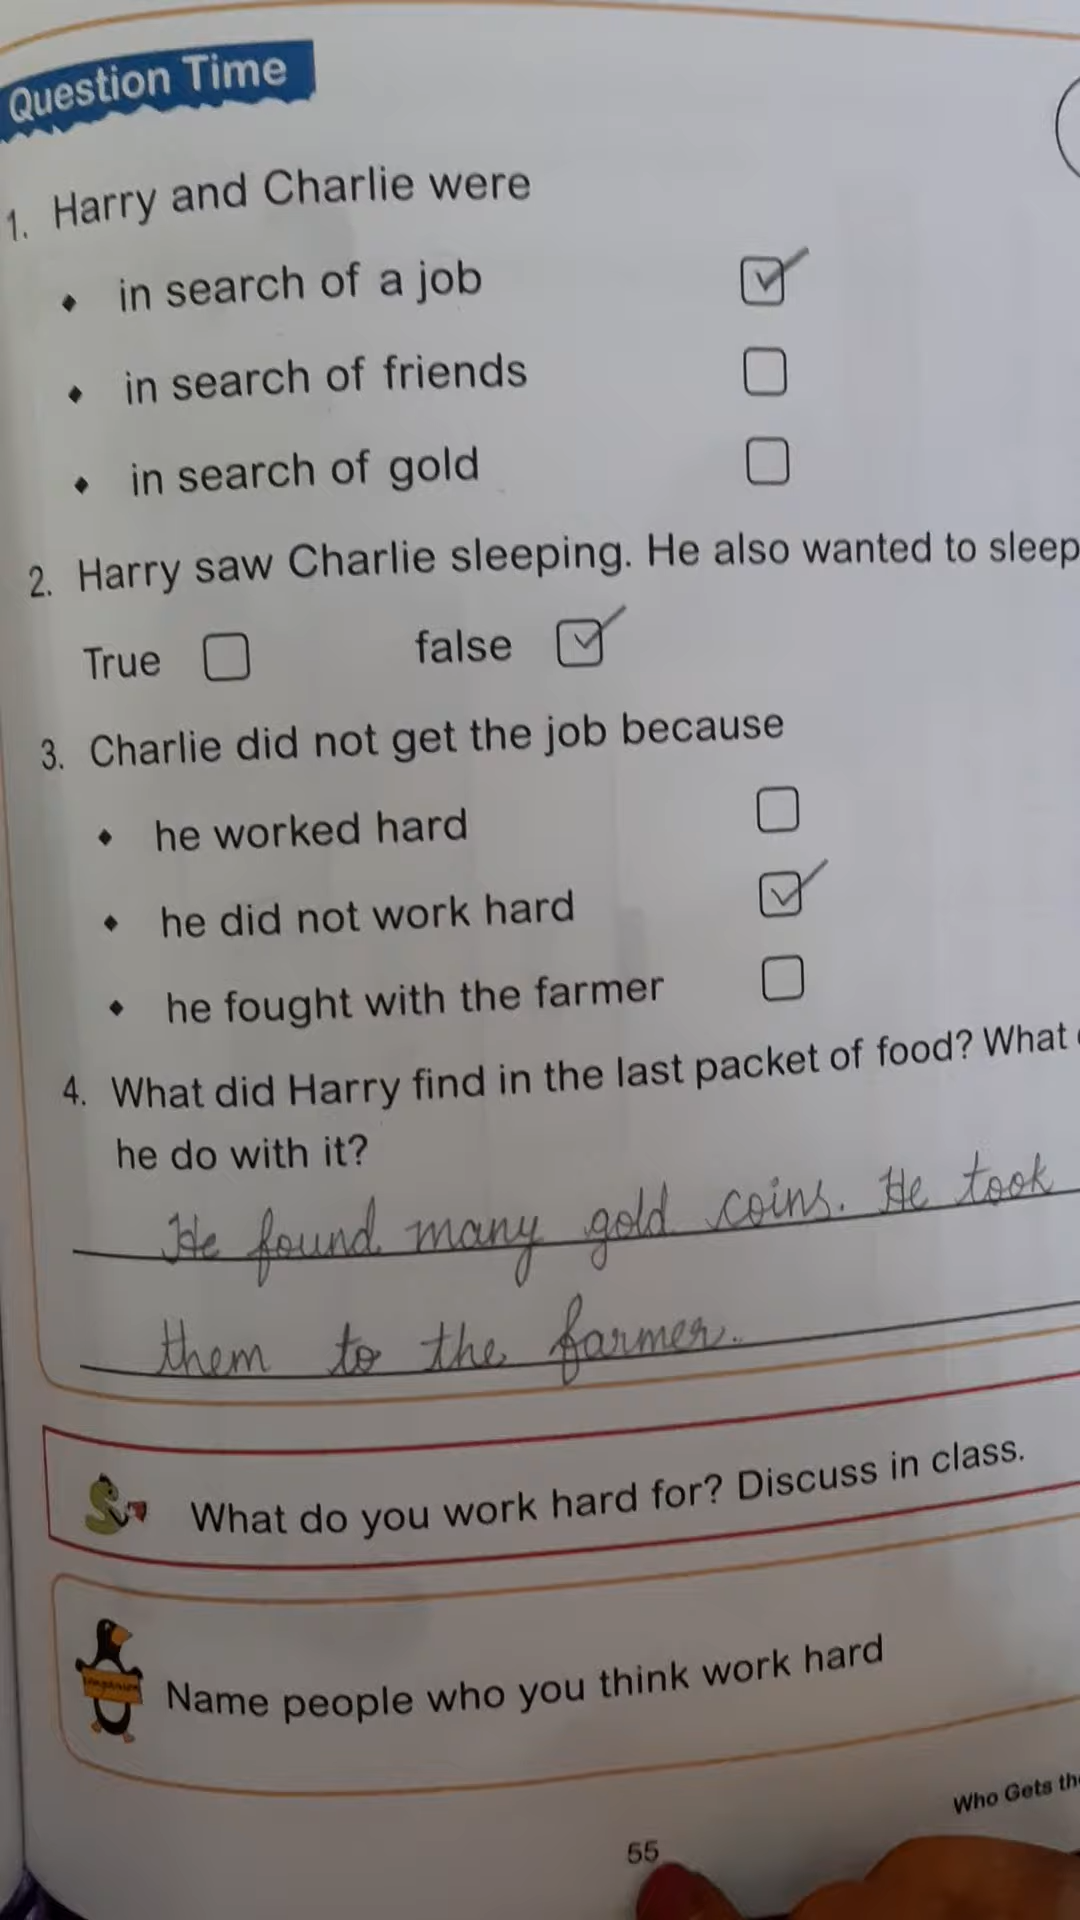 Question Time
1. Harry and Charlie were
• in search of a job
• in search of friends
• in search of gold
2. Harry saw Charlie sleeping. He also wanted to sleep
True false
3. Charlie did not get the job because
• he worked hard
• he did not work hard
• he fought with the farmer
4. What did Harry find in the last packet of food? What
he do with it?
He found many gold coins. He took
them to the farmer.
What do you work hard for? Discuss in class.
Name people who you think work hard
Who Gets
55